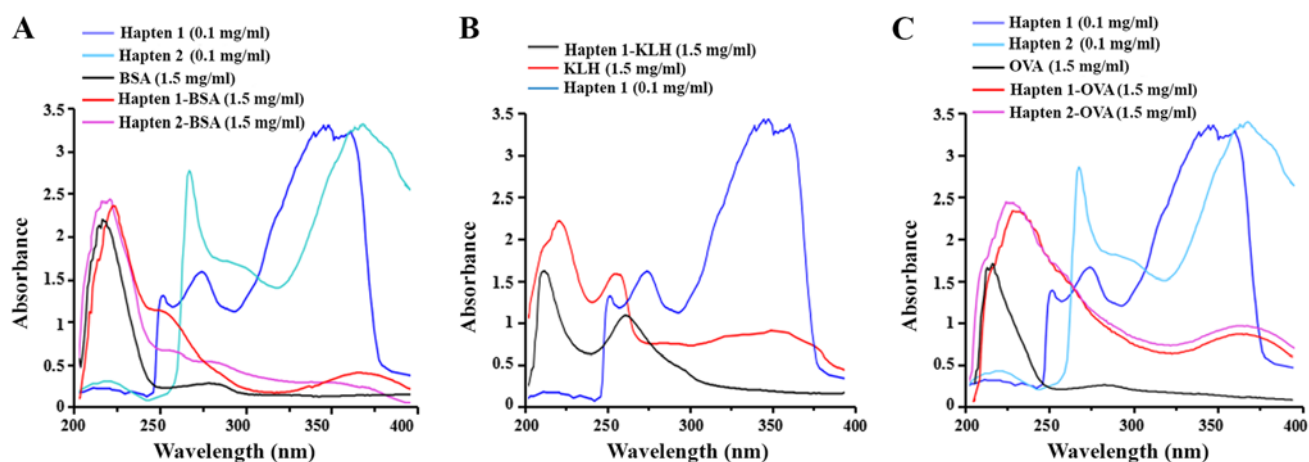 A
Hapten 1 (0.1 mg/ml)
Hapten 2 (0.1 mg/ml)
BSA (1.5 mg/ml)
Hapten 1-BSA (1.5 mg/ml)
Hapten 2-BSA (1.5 mg/ml)
Absorbance
3.5
3
2.5
2
1.5
1
0.5
0
200 250 300 350 400
Wavelength (nm)
B
Hapten 1-KLH (1.5 mg/ml)
KLH (1.5 mg/ml)
Hapten 1 (0.1 mg/ml)
Absorbance
3.5
3
2.5
2
1.5
1
0.5
0
200 250 300 350 400
Wavelength (nm)
C
Hapten 1 (0.1 mg/ml)
Hapten 2 (0.1 mg/ml)
OVA (1.5 mg/ml)
Hapten 1-OVA (1.5 mg/ml)
Hapten 2-OVA (1.5 mg/ml)
Absorbance
3.5
3
2.5
2
1.5
1
0.5
0
200 250 300 350 400
Wavelength (nm)